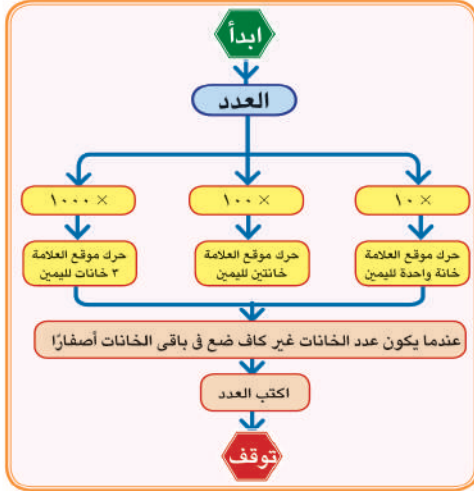 ابدأ
العدد
× ١٠
× ١٠٠
× ١٠٠٠
حرك موقع العلامة
خانة واحدة لليمين
حرك موقع العلامة
خانتين لليمين
حرك موقع العلامة
٣ خانات لليمين
عندما يكون عدد الخانات غير كاف ضع فى باقى الخانات أصفارًا
اكتب العدد
توقف